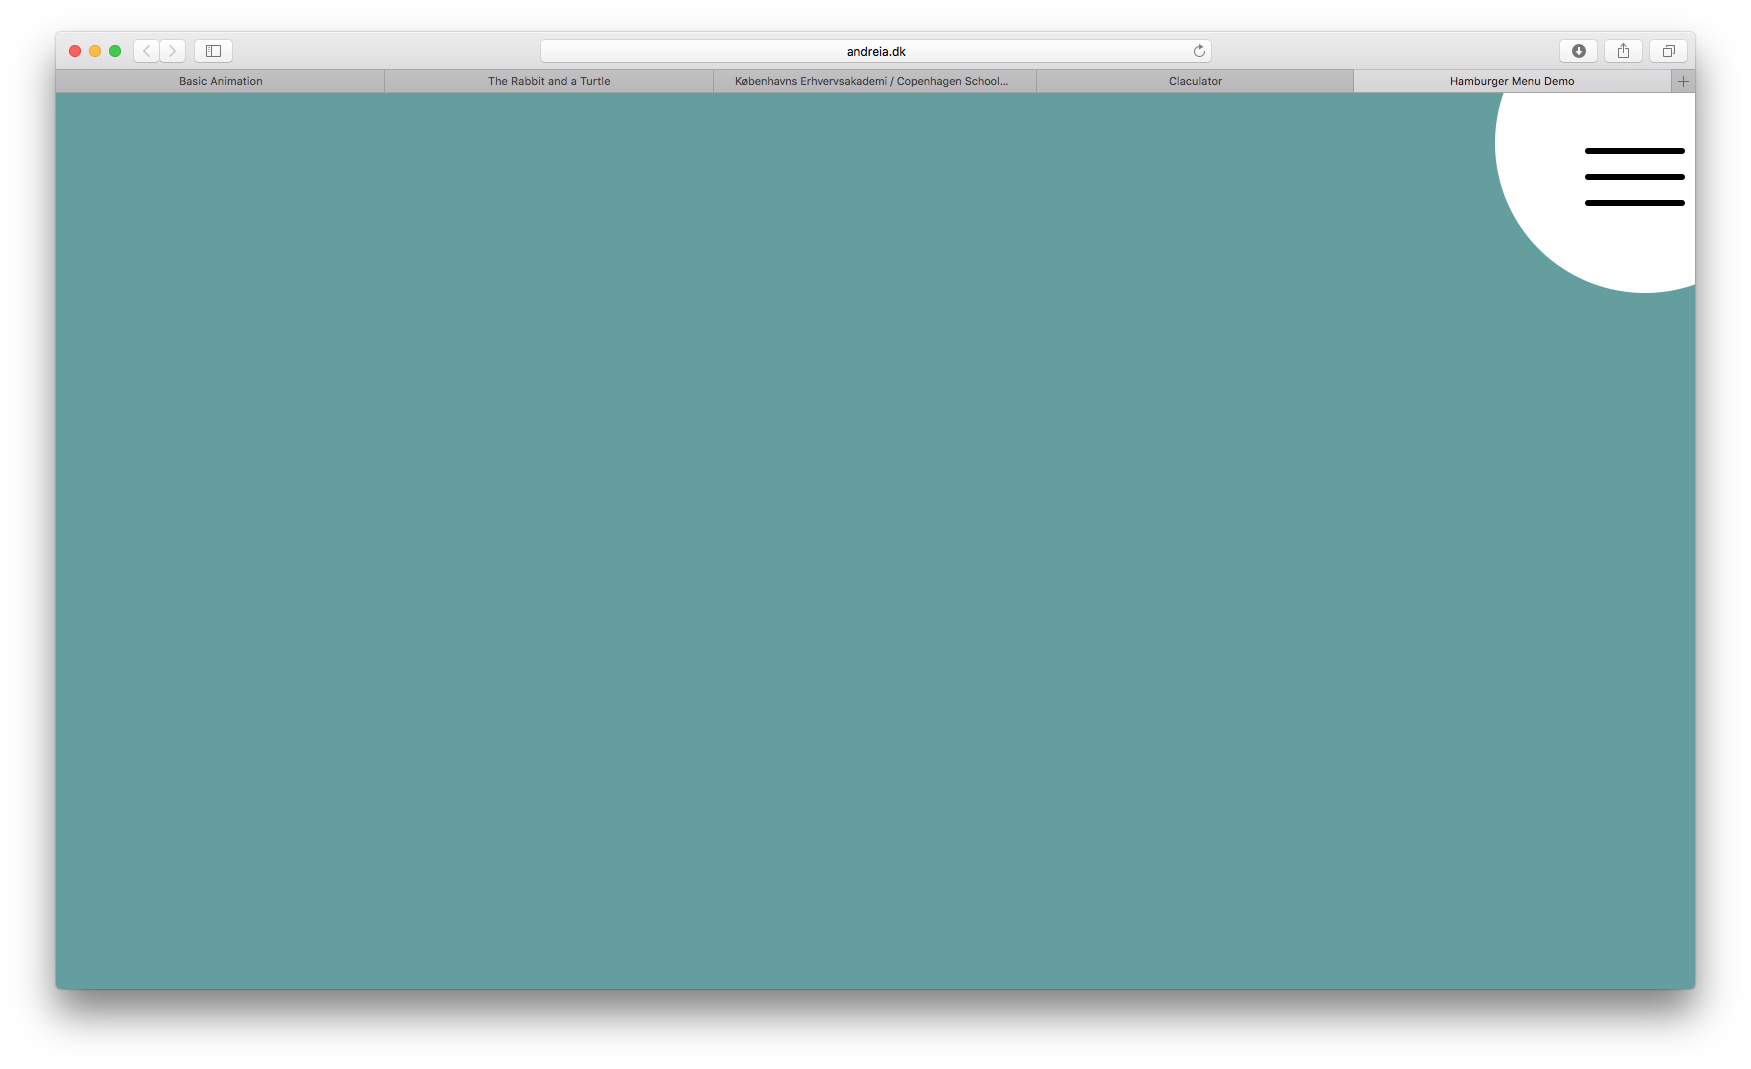 andreia.dk
Basic Animation
The Rabbit and a Turtle
Københavns Erhvervsakademi / Copenhagen School...
Claculator
Hamburger Menu Demo